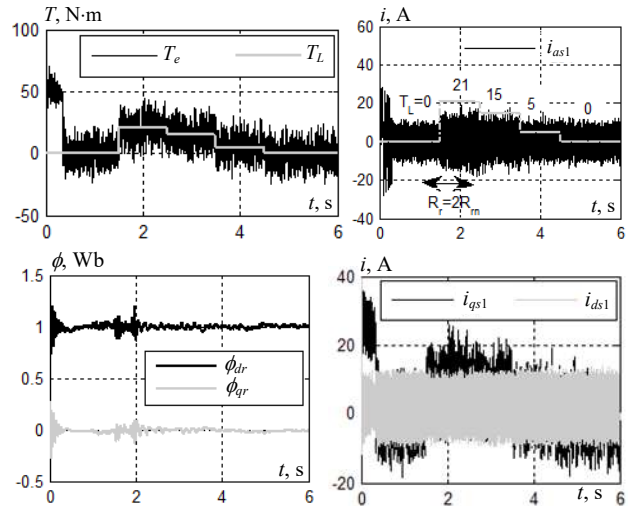 T, N·m
100
50
0
-50
0
2
4
6
t, s
T_e
T_L
i, A
60
40
20
0
-20
-40
-60
0
2
4
6
t, s
i_as1
T_L=0
21
15
5
0
R_r=2R_rn
ϕ, Wb
1.5
1
0.5
0
-0.5
0
2
4
6
t, s
ϕ_dr
ϕ_qr
i, A
40
20
0
-20
0
2
4
6
t, s
i_qs1
i_ds1